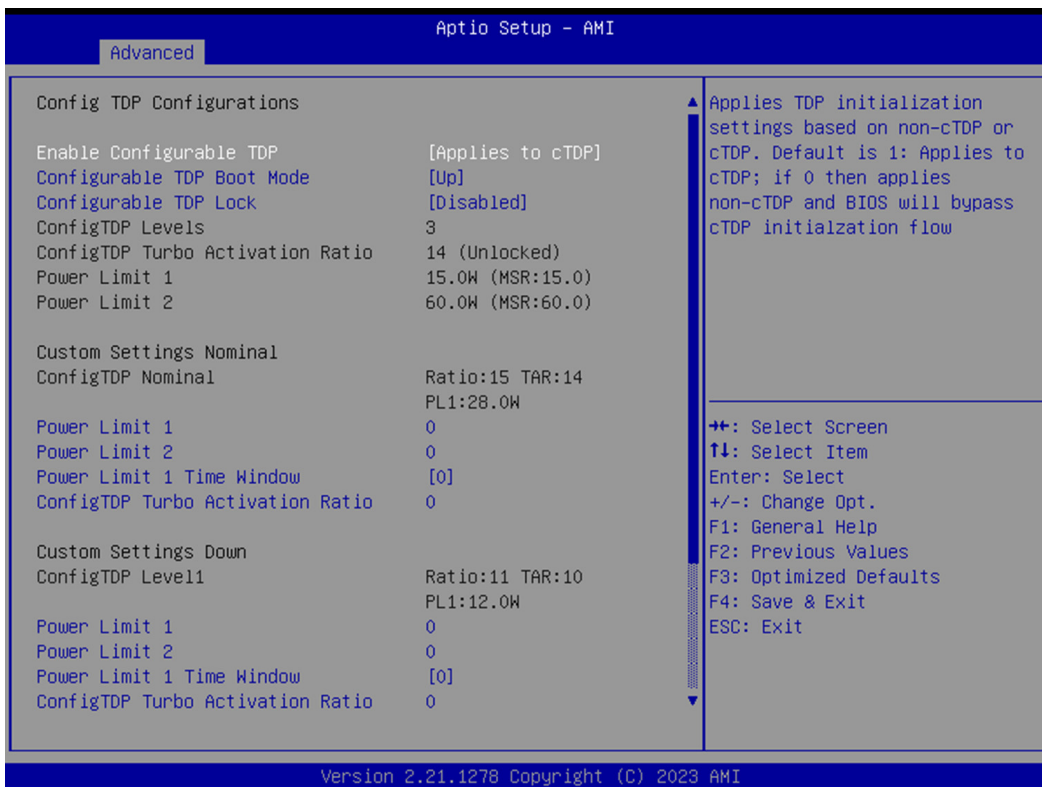 Aptio Setup – AMI
Advanced
Config TDP Configurations
Enable Configurable TDP [Applies to cTDP]
Configurable TDP Boot Mode [Up]
Configurable TDP Lock [Disabled]
ConfigTDP Levels 3
ConfigTDP Turbo Activation Ratio 14 (Unlocked)
Power Limit 1 15.0W (MSR:15.0)
Power Limit 2 60.0W (MSR:60.0)
Custom Settings Nominal
ConfigTDP Nominal Ratio:15 TAR:14
PL1:28.0W
Power Limit 1 0
Power Limit 2 0
Power Limit 1 Time Window [0]
ConfigTDP Turbo Activation Ratio 0
Custom Settings Down
ConfigTDP Level1 Ratio:11 TAR:10
PL1:12.0W
Power Limit 1 0
Power Limit 2 0
Power Limit 1 Time Window [0]
ConfigTDP Turbo Activation Ratio 0
Applies TDP initialization
settings based on non-cTDP or
cTDP. Default is 1: Applies to
cTDP; if 0 then applies
non-cTDP and BIOS will bypass
cTDP initialzation flow
→←: Select Screen
↑↓: Select Item
Enter: Select
+/-: Change Opt.
F1: General Help
F2: Previous Values
F3: Optimized Defaults
F4: Save & Exit
ESC: Exit
Version 2.21.1278 Copyright (C) 2023 AMI